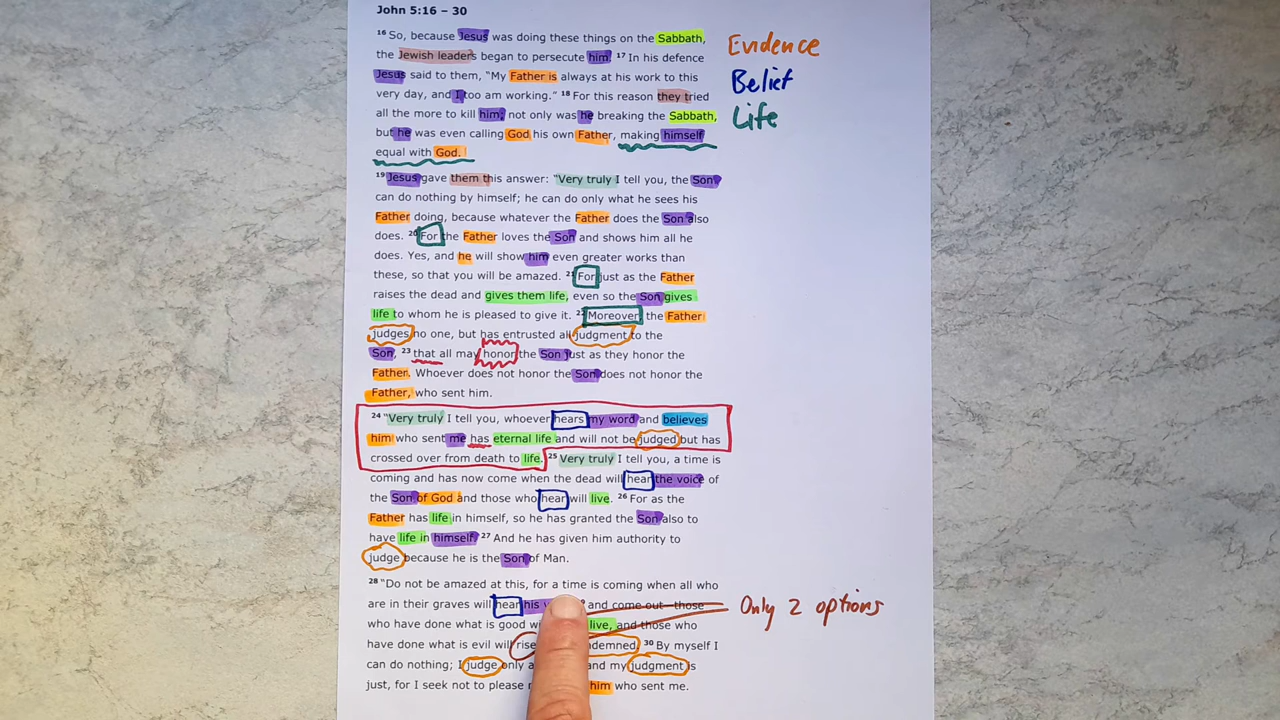 John 5:16 – 30
16 So, because Jesus was doing these things on the Sabbath,
the Jewish leaders began to persecute him. 17 In his defence
Jesus said to them, “My Father is always at his work to this
very day, and I too am working.” 18 For this reason they tried
all the more to kill him; not only was he breaking the Sabbath,
but he was even calling God his own Father, making himself
equal with God.
19 Jesus gave them this answer: “Very truly I tell you, the Son
can do nothing by himself; he can do only what he sees his
Father doing, because whatever the Father does the Son also
does. 20 For the Father loves the Son and shows him all he
does. Yes, and he will show him even greater works than
these, so that you will be amazed. 21 For just as the Father
raises the dead and gives them life, even so the Son gives
life to whom he is pleased to give it. 22 Moreover, the Father
judges no one, but has entrusted all judgment to the
Son, 23 that all may honor the Son just as they honor the
Father. Whoever does not honor the Son does not honor the
Father, who sent him.
24 “Very truly I tell you, whoever hears my word and believes
him who sent me has eternal life and will not be judged but has
crossed over from death to life. 25 Very truly I tell you, a time is
coming and has now come when the dead will hear the voice of
the Son of God and those who hear will live. 26 For as the
Father has life in himself, so he has granted the Son also to
have life in himself. 27 And he has given him authority to
judge because he is the Son of Man.
28 “Do not be amazed at this, for a time is coming when all who
are in their graves will hear his and come out—those
who have done what is good live, and those who
have done what is evil will rise 30 By myself I
can do nothing; I judge only and my judgment is
just, for I seek not to please him who sent me.
Evidence
Belief
Life
Only 2 options